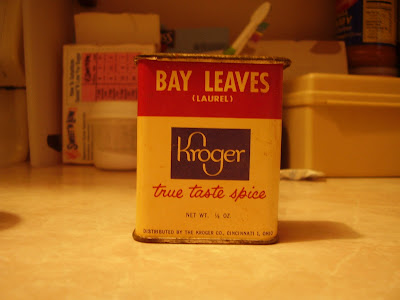 BAY LEAVES
(LAUREL)
Kroger
true taste spice
NET WT. ¼ OZ.
DISTRIBUTED BY THE KROGER CO., CINCINNATI 1, OHIO